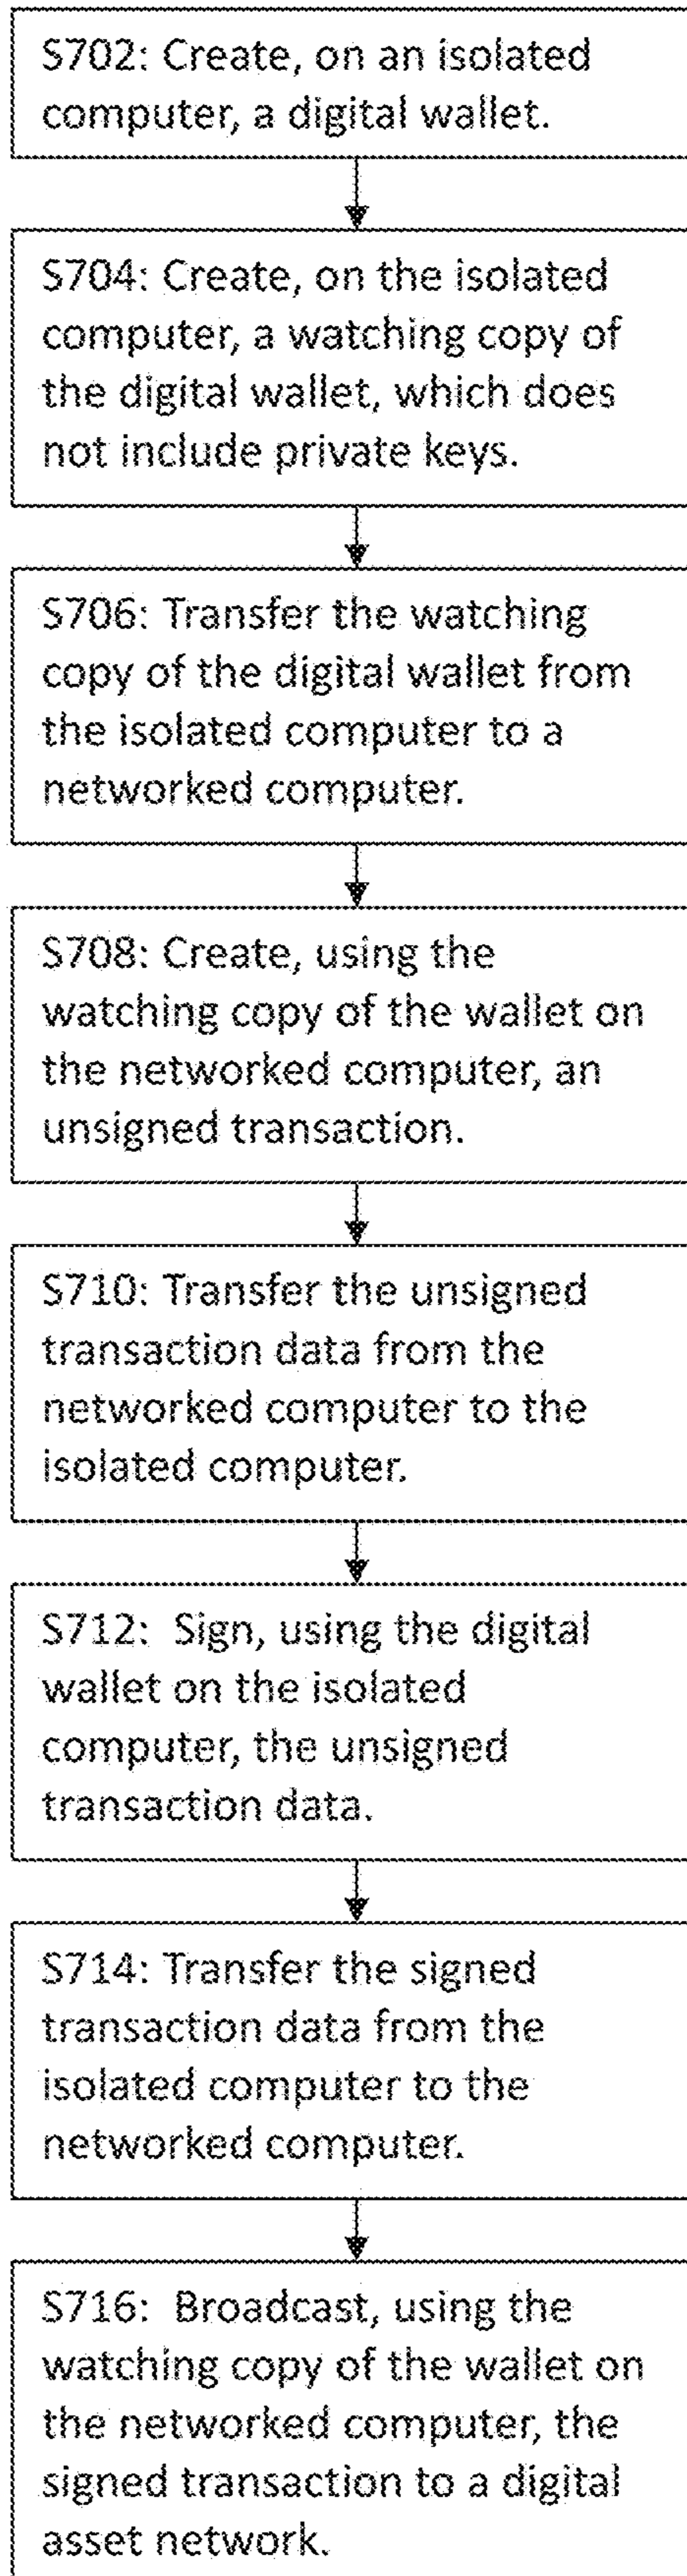 S702: Create, on an isolated
computer, a digital wallet.
S704: Create, on the isolated
computer, a watching copy of
the digital wallet, which does
not include private keys.
S706: Transfer the watching
copy of the digital wallet from
the isolated computer to a
networked computer.
S708: Create, using the
watching copy of the wallet on
the networked computer, an
unsigned transaction.
S710: Transfer the unsigned
transaction data from the
networked computer to the
isolated computer.
S712:  Sign, using the digital
wallet on the isolated
computer, the unsigned
transaction data.
S714: Transfer the signed
transaction data from the
isolated computer to the
networked computer.
S716:  Broadcast, using the
watching copy of the wallet on
the networked computer, the
signed transaction to a digital
asset network.